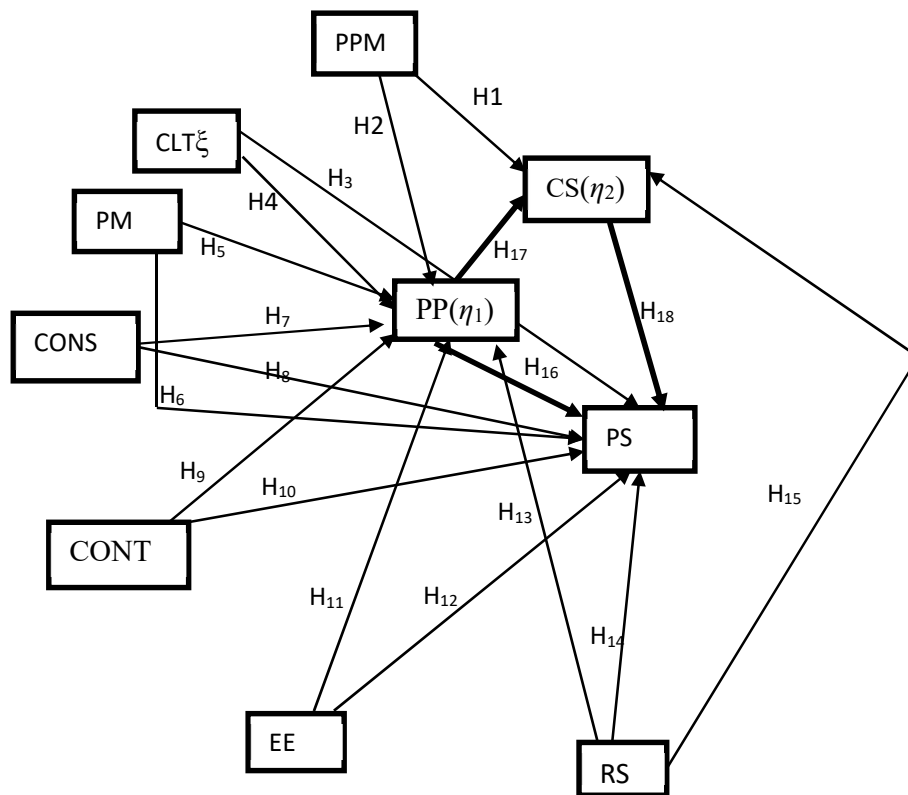 PPM
H1
H2
CLTξ
H3
CS(η2)
H4
PM
H5
H17
PP(η1)
H7
H18
CONS
H16
H8
H6
PS
H9
H10
H13
H15
CONT
H11
H12
H14
EE
RS